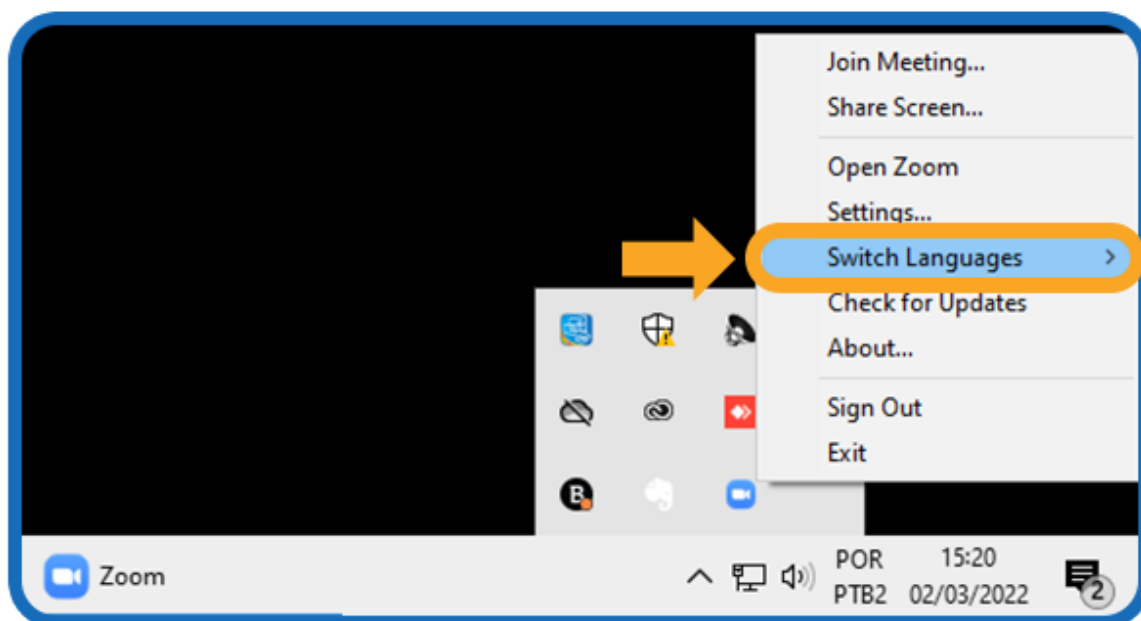 Join Meeting...
Share Screen...
Open Zoom
Settings...
Switch Languages
Check for Updates
About...
Sign Out
Exit
B
Zoom
POR
15:20
PTB2
02/03/2022
2